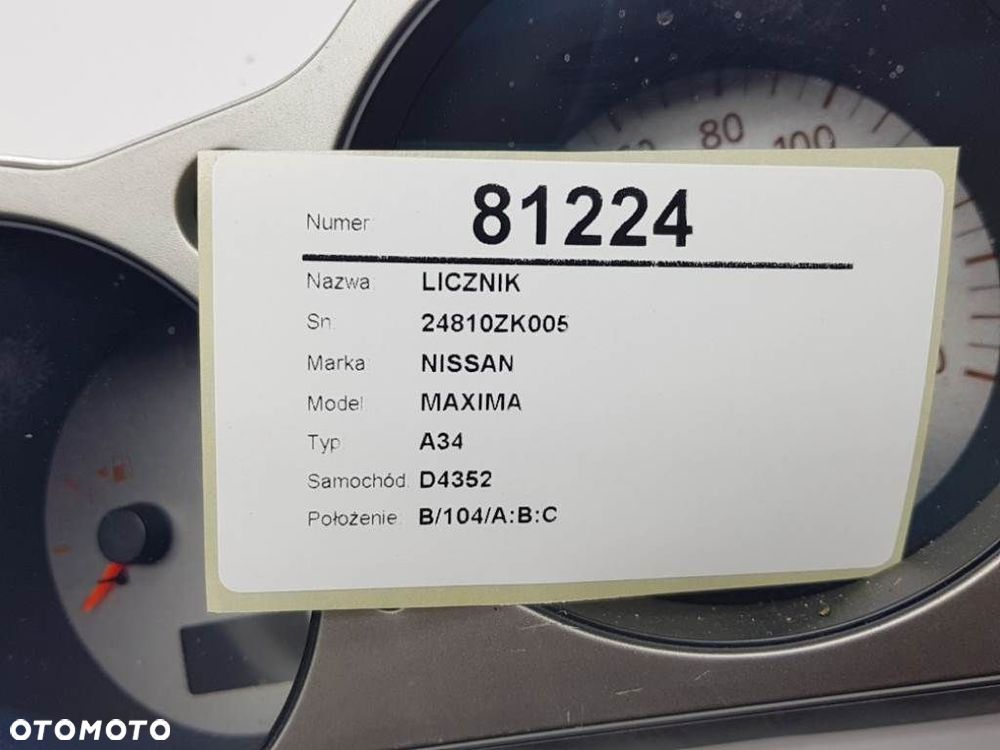 80 100
Numer 81224
Nazwa LICZNIK
Sn. 24810ZK005
Marka NISSAN
Model MAXIMA
Typ A34
Samochód. D4352
Położenie: B/104/A:B:C
OTOMOTO